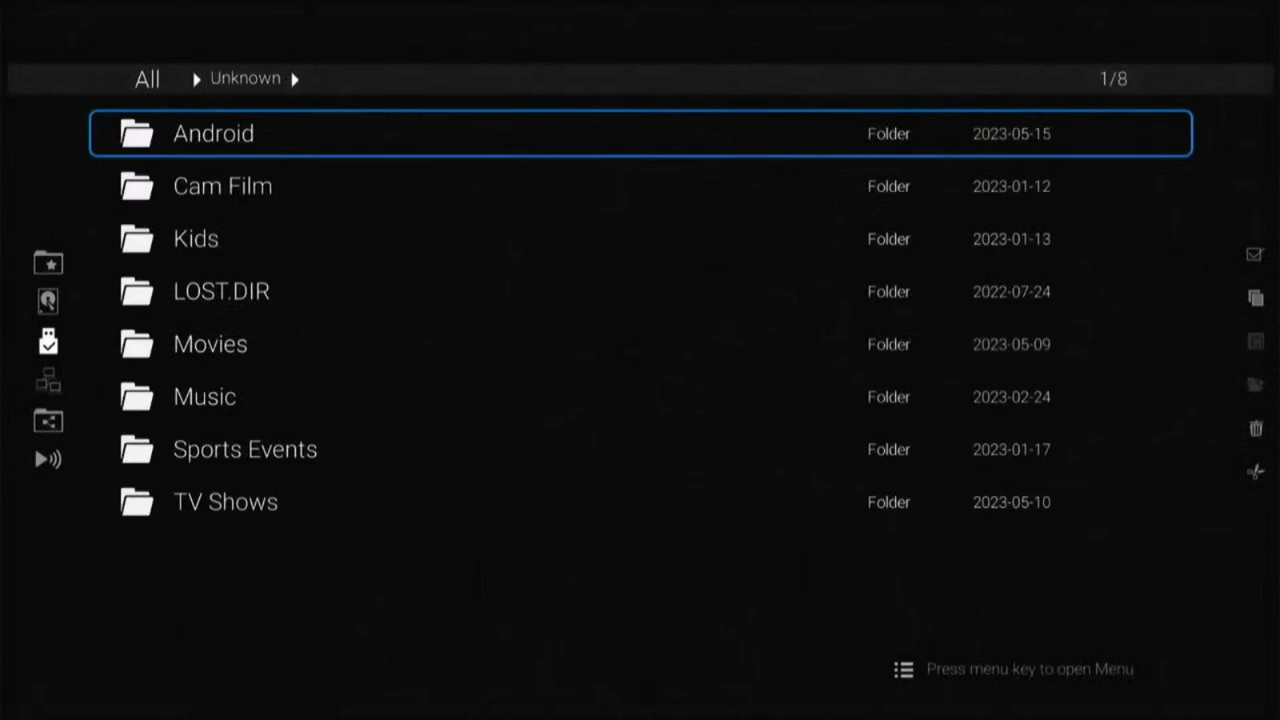 All Unknown 1/8
Android Folder 2023-05-15
Cam Film Folder 2023-01-12
Kids Folder 2023-01-13
LOST.DIR Folder 2022-07-24
Movies Folder 2023-05-09
Music Folder 2023-02-24
Sports Events Folder 2023-01-17
TV Shows Folder 2023-05-10
Press menu key to open Menu